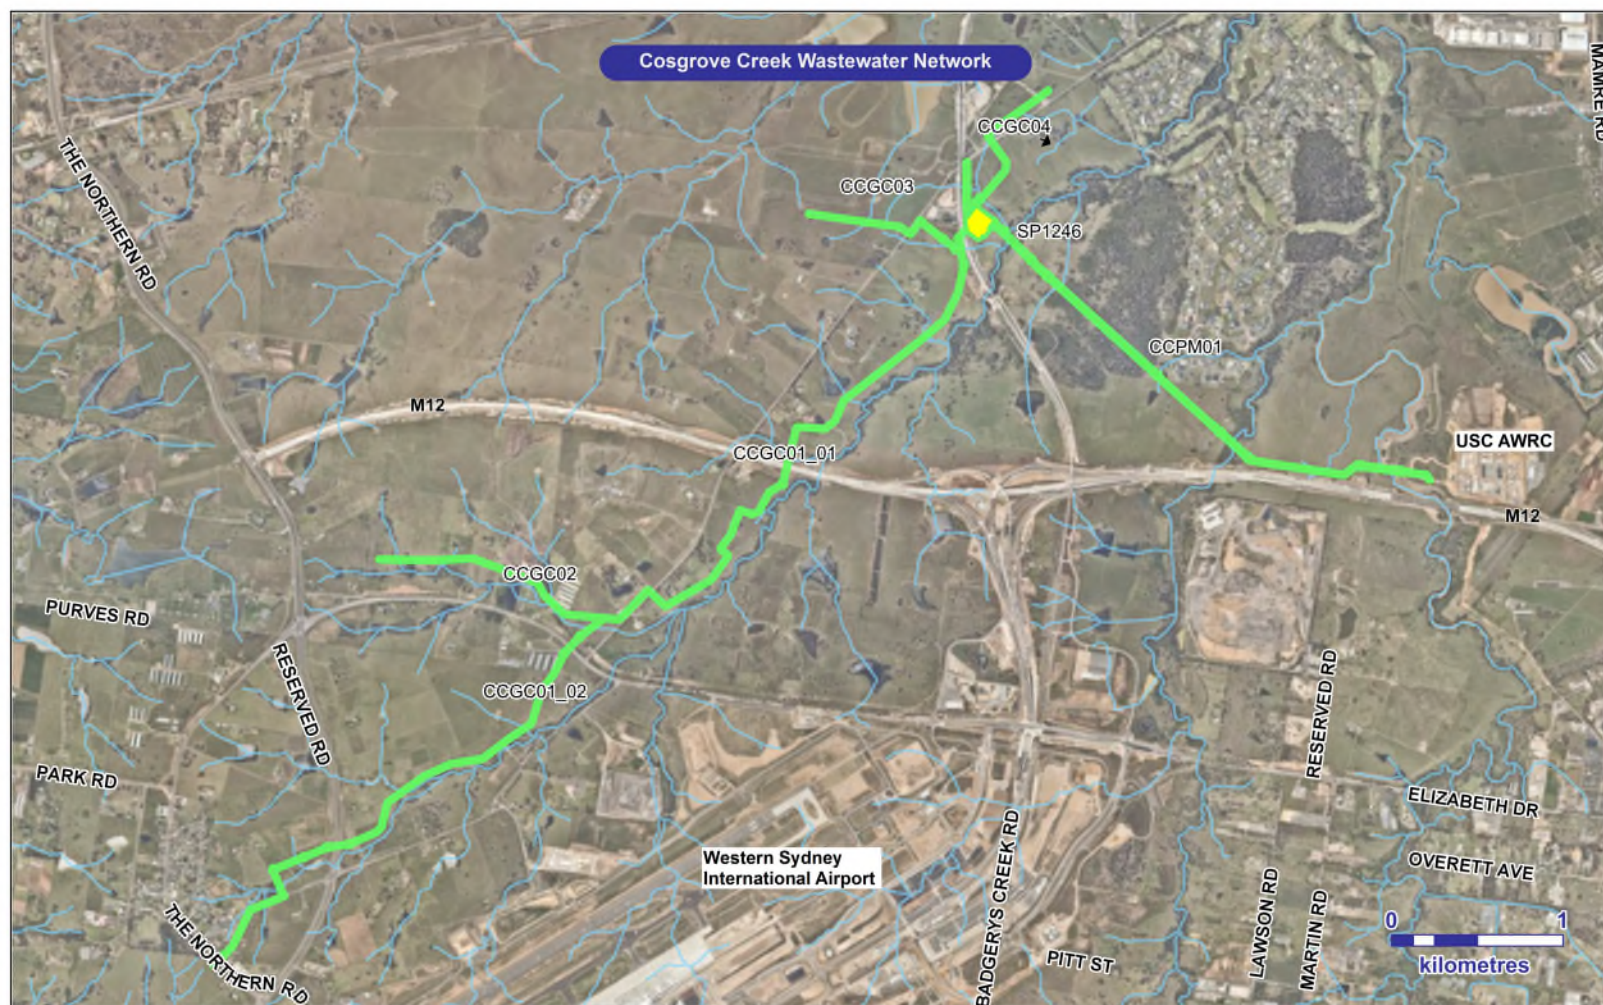 Cosgrove Creek Wastewater Network
MAMRE RD
CCGC04
THE NORTHERN RD
CCGC03
SP1246
CCPM01
M12
USC AWRC
CCGC01_01
M12
CCGC02
PURVES RD
RESERVED RD
CCGC01_02
RESERVED RD
PARK RD
ELIZABETH DR
Western Sydney
International Airport
BADGERYS CREEK RD
OVERETT AVE
LAWSON RD
MARTIN RD
THE NORTHERN RD
PITT ST
0 1
kilometres